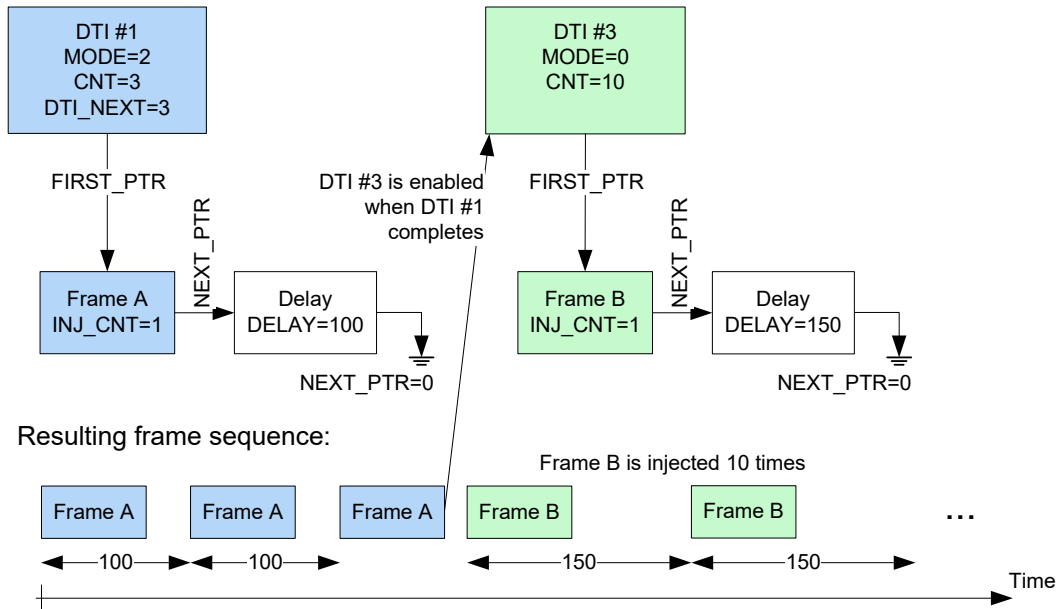 DTI #1
MODE=2
CNT=3
DTI_NEXT=3
DTI #3
MODE=0
CNT=10
FIRST_PTR
NEXT_PTR
DTI #3 is enabled
when DTI #1
completes
FIRST_PTR
NEXT_PTR
Frame A
INJ_CNT=1
Delay
DELAY=100
NEXT_PTR=0
Frame B
INJ_CNT=1
Delay
DELAY=150
NEXT_PTR=0
Resulting frame sequence:
Frame B is injected 10 times
Frame A
Frame A
Frame A
Frame B
Frame B
...
100
100
150
150
Time